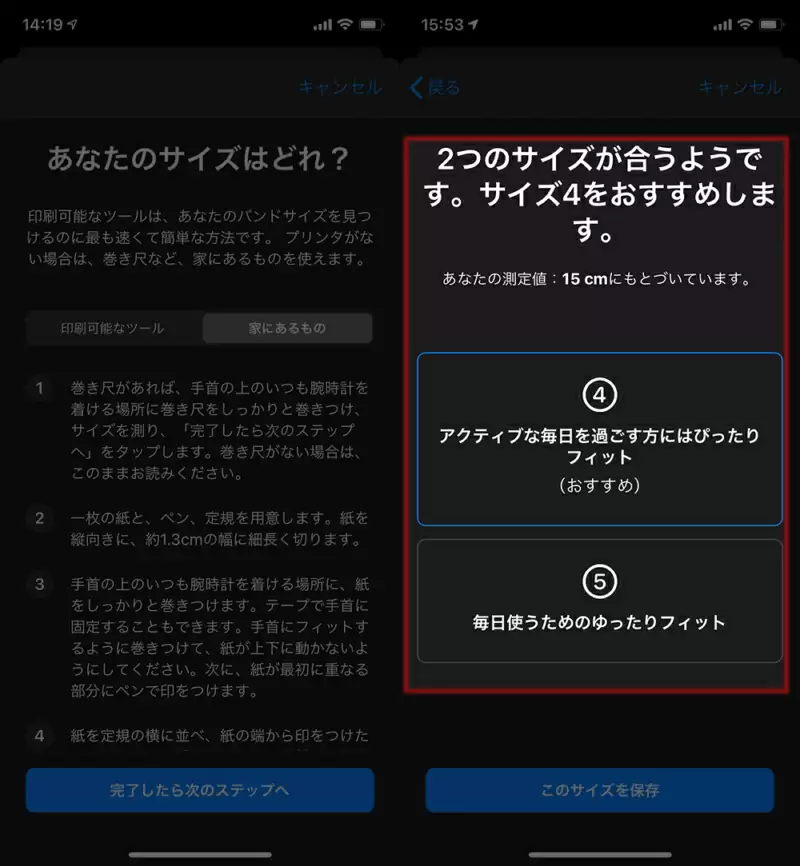 14:19
キャンセル
あなたのサイズはどれ？
印刷可能なツールは、あなたのバンドサイズを見つ
けるのに最も速くて簡単な方法です。 プリンタがな
い場合は、巻き尺など、家にあるものを使えます。
印刷可能なツール
家にあるもの
1
巻き尺があれば、手首の上のいつも腕時計を
着ける場所に巻き尺をしっかりと巻きつけ、
サイズを測り、「完了したら次のステップ
へ」をタップします。巻き尺がない場合は、
このままお読みください。
2
一枚の紙と、ペン、定規を用意します。紙を
縦向きに、約1.3cmの幅に細長く切ります。
3
手首の上のいつも腕時計を着ける場所に、紙
をしっかりと巻きつけます。テープで手首に
固定することもできます。手首にフィットす
るように巻きつけて、紙が上下に動かないよ
うにしてください。次に、紙が最初に重なる
部分にペンで印をつけます。
4
紙を定規の横に並べ、紙の端から印をつけた
完了したら次のステップへ
15:53
戻る
キャンセル
2つのサイズが合うようで
す。サイズ4をおすすめしま
す。
あなたの測定値：15 cmにもとづいています。
4
アクティブな毎日を過ごす方にはぴったり
フィット
（おすすめ）
5
毎日使うためのゆったりフィット
このサイズを保存